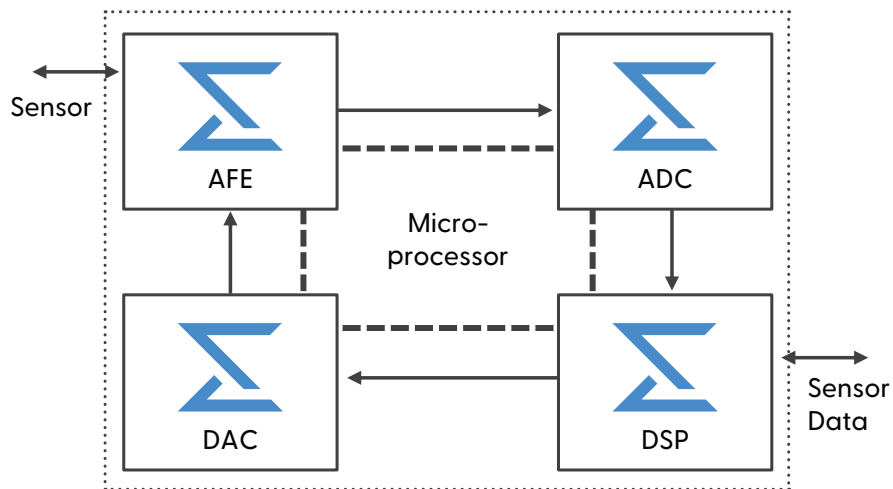 Sensor
AFE
ADC
Micro-
processor
DAC
DSP
Sensor
Data